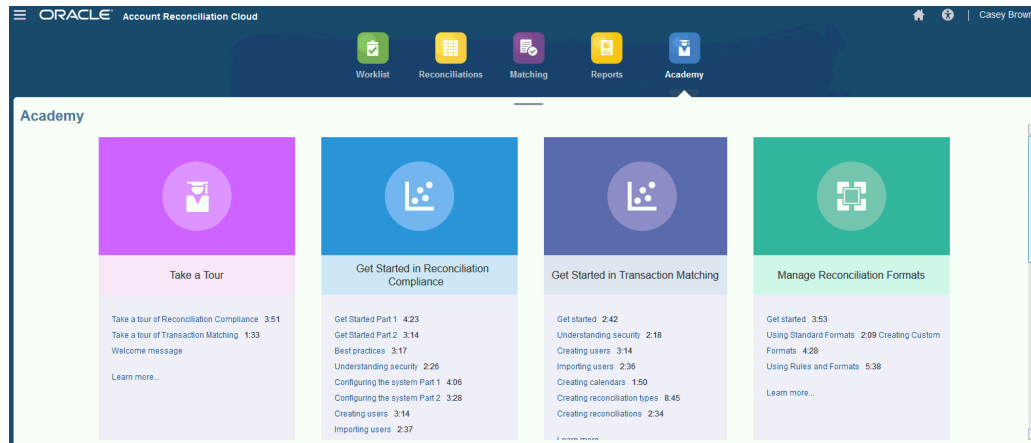 ORACLE® Account Reconciliation Cloud
Casey Brown
Worklist
Reconciliations
Matching
Reports
Academy
Academy
Take a Tour
Take a tour of Reconciliation Compliance 3:51
Take a tour of Transaction Matching 1:33
Welcome message
Learn more...
Get Started in Reconciliation
Compliance
Get Started Part 1 4:23
Get Started Part 2 3:14
Best practices 3:17
Understanding security 2:26
Configuring the system Part 1 4:06
Configuring the system Part 2 3:28
Creating users 3:14
Importing users 2:37
Get Started in Transaction Matching
Get started 2:42
Understanding security 2:18
Creating users 3:14
Importing users 2:36
Creating calendars 1:50
Creating reconciliation types 8:45
Creating reconciliations 2:34
Learn more...
Manage Reconciliation Formats
Get started 3:53
Using Standard Formats 2:09 Creating Custom
Formats 4:28
Using Rules and Formats 5:38
Learn more...